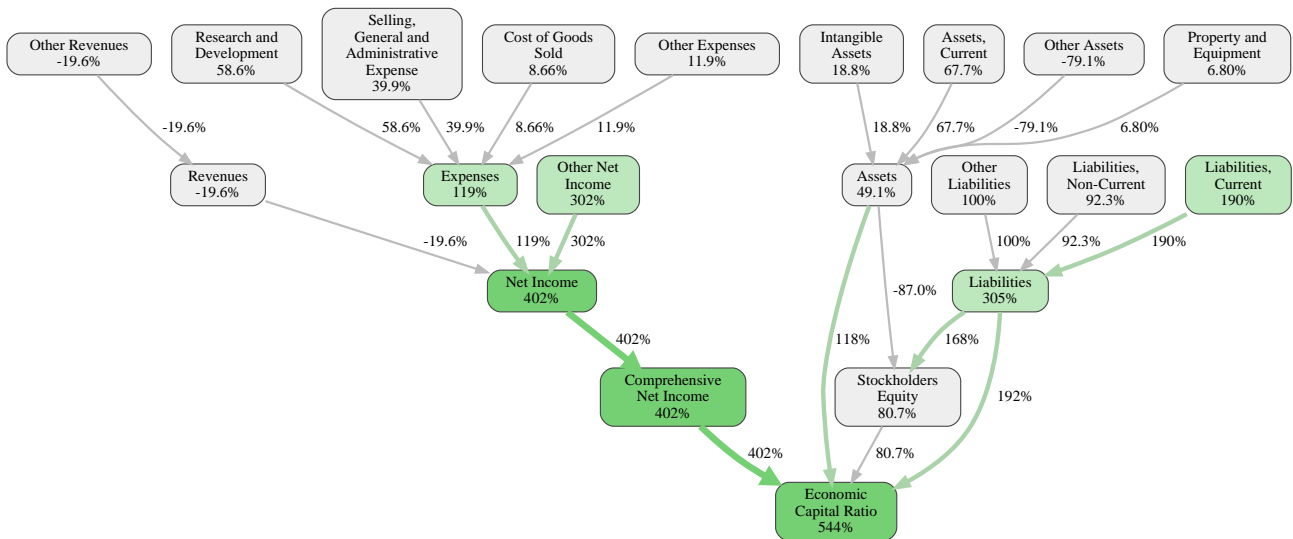 Other Revenues
-19.6%
Research and
Development
58.6%
Selling,
General and
Administrative
Expense
39.9%
Cost of Goods
Sold
8.66%
Other Expenses
11.9%
Intangible
Assets
18.8%
Assets,
Current
67.7%
Other Assets
-79.1%
Property and
Equipment
6.80%
-19.6%
58.6%
39.9%
8.66%
11.9%
18.8%
67.7%
-79.1%
6.80%
Revenues
-19.6%
Expenses
119%
Other Net
Income
302%
Assets
49.1%
Other
Liabilities
100%
Liabilities,
Non-Current
92.3%
Liabilities,
Current
190%
-19.6%
119%
302%
100%
92.3%
190%
Net Income
402%
-87.0%
Liabilities
305%
402%
118%
168%
Comprehensive
Net Income
402%
Stockholders
Equity
80.7%
192%
402%
80.7%
Economic
Capital Ratio
544%